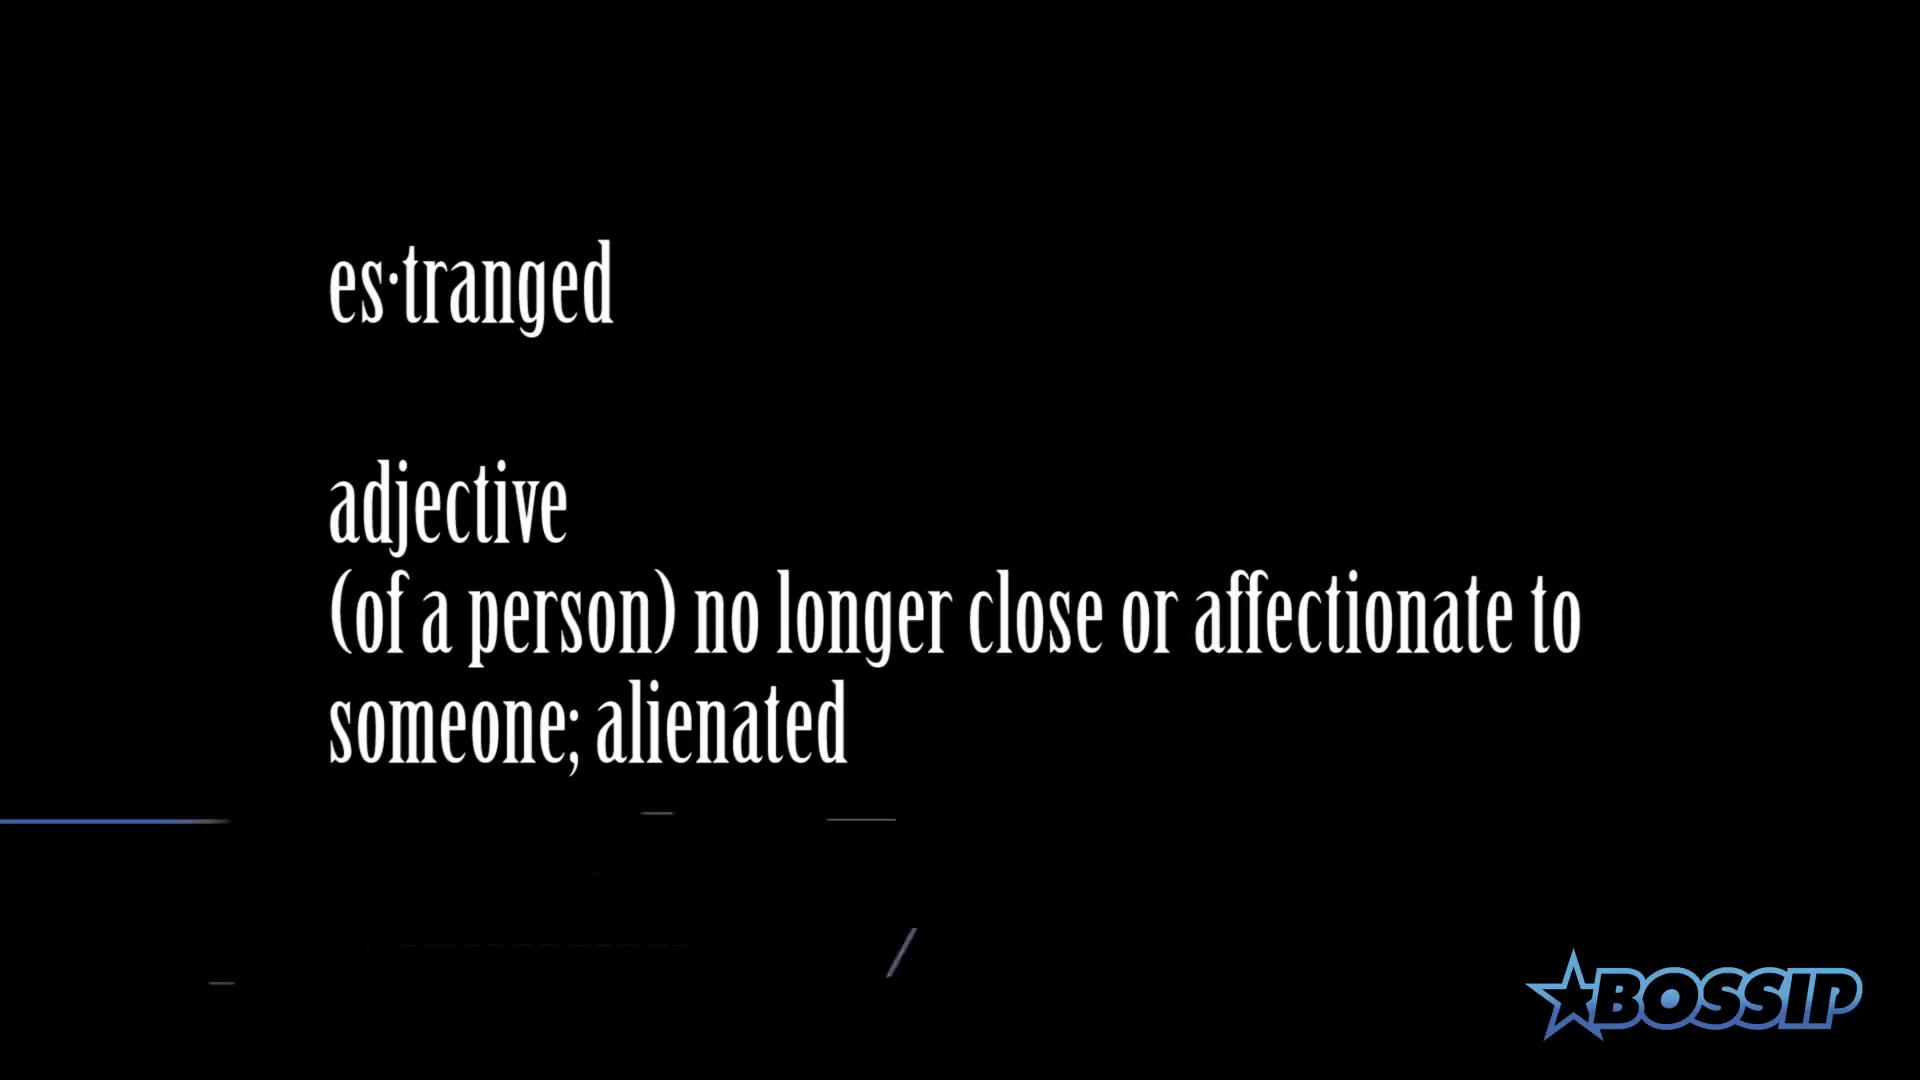 es·tranged
adjective
(of a person) no longer close or affectionate to
someone; alienated
BOSSIP